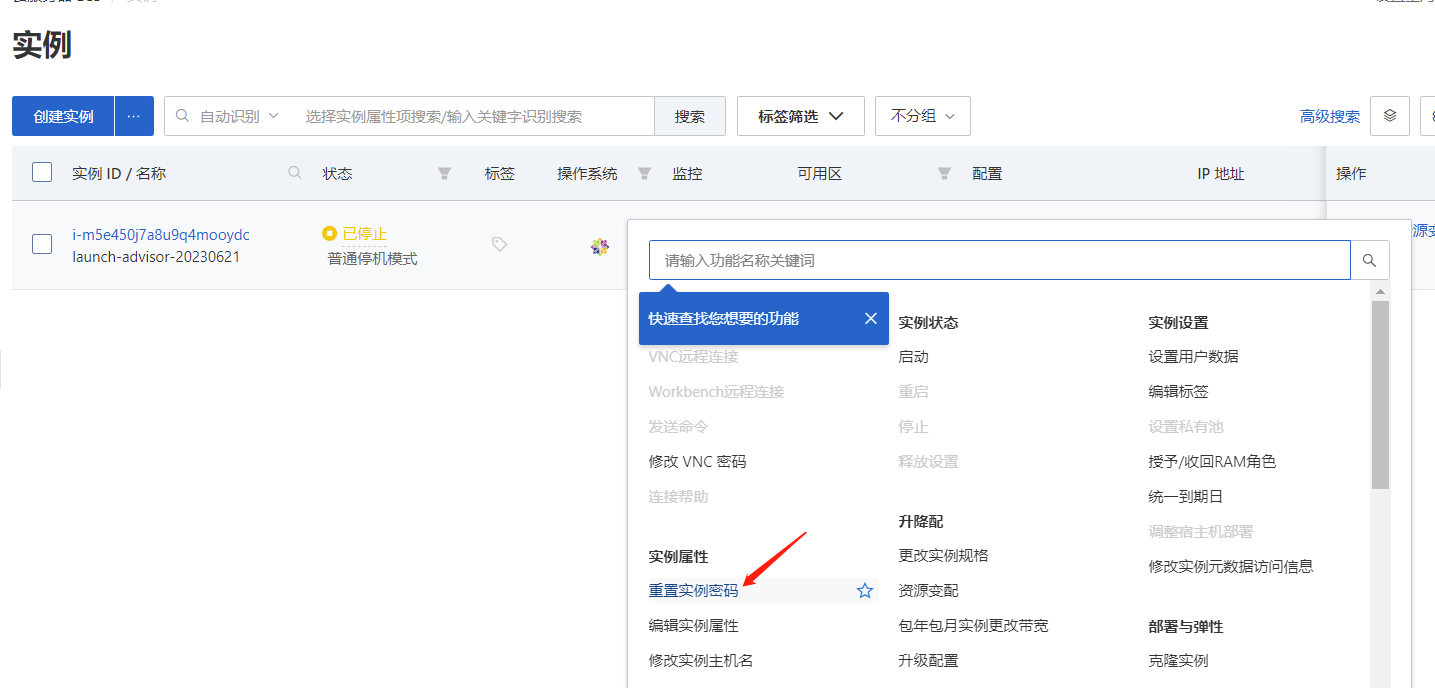 实例
创建实例 ··· 自动识别 选择实例属性项搜索/输入关键字识别搜索 搜索 标签筛选 不分组 高级搜索
实例 ID / 名称 状态 标签 操作系统 监控 可用区 配置 IP 地址 操作
i-m5e450j7a8u9q4mooydc 已停止
launch-advisor-20230621 普通停机模式
源变
请输入功能名称关键词
快速查找您想要的功能
VNC远程连接
Workbench远程连接
发送命令
修改 VNC 密码
连接帮助
实例属性
重置实例密码
编辑实例属性
修改实例主机名
实例状态
启动
重启
停止
释放设置
升降配
更改实例规格
资源变配
包年包月实例更改带宽
升级配置
实例设置
设置用户数据
编辑标签
设置私有池
授予/收回RAM角色
统一到期日
调整宿主机部署
修改实例元数据访问信息
部署与弹性
克隆实例